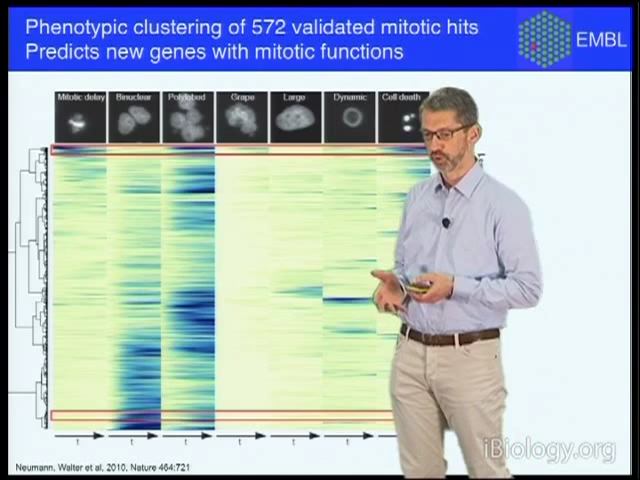 Phenotypic clustering of 572 validated mitotic hits
Predicts new genes with mitotic functions
EMBL
Mitotic delay Binuclear Polylobed Grape Large Dynamic Cell death
t t t t t t
Neumann, Walter et al, 2010, Nature 464:721
iBiology.org